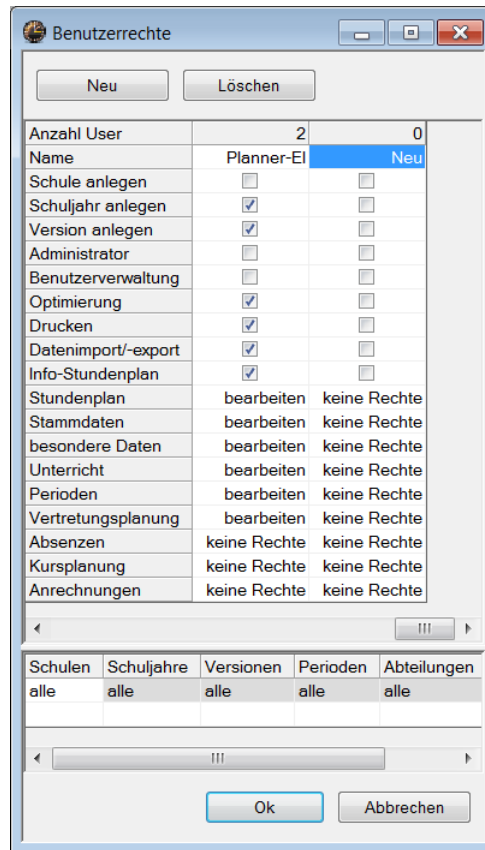 Benutzerrechte
Neu Löschen
Anzahl User 2 0
Name Planner-El Neu
Schule anlegen
Schuljahr anlegen
Version anlegen
Administrator
Benutzerverwaltung
Optimierung
Drucken
Datenimport/-export
Info-Stundenplan
Stundenplan bearbeiten keine Rechte
Stammdaten bearbeiten keine Rechte
besondere Daten bearbeiten keine Rechte
Unterricht bearbeiten keine Rechte
Perioden bearbeiten keine Rechte
Vertretungsplanung bearbeiten keine Rechte
Absenzen keine Rechte keine Rechte
Kursplanung keine Rechte keine Rechte
Anrechnungen keine Rechte keine Rechte
Schulen Schuljahre Versionen Perioden Abteilungen
alle alle alle alle alle
Ok Abbrechen